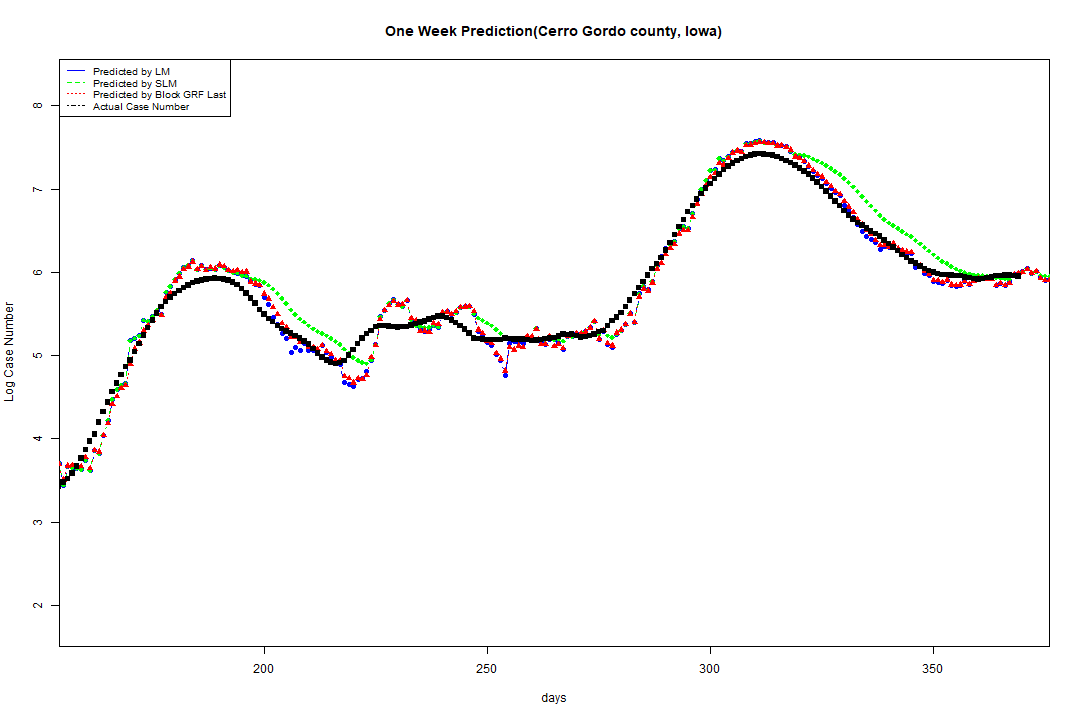 One Week Prediction(Cerro Gordo county, Iowa)
Predicted by LM
Predicted by SLM
Predicted by Block GRF Last
Actual Case Number
8
7
6
5
4
3
2
Log Case Number
200 250 300 350
days